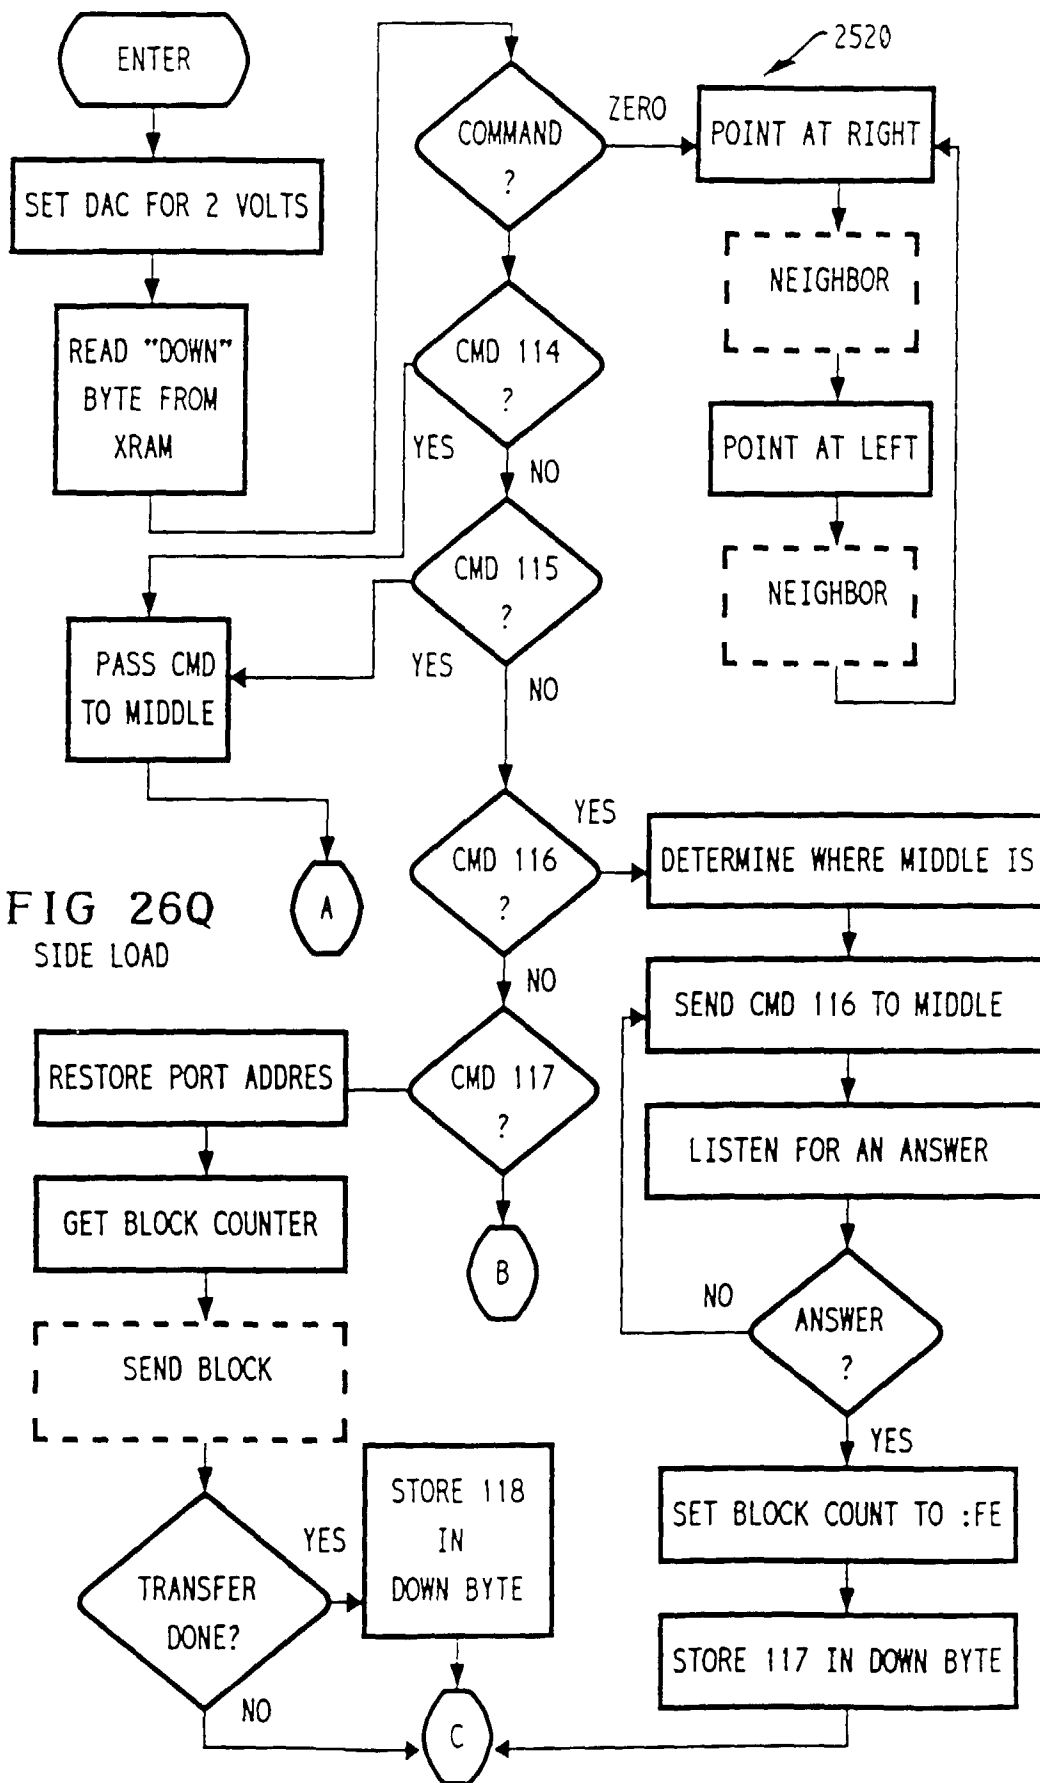 ENTER
SET DAC FOR 2 VOLTS
READ "DOWN"
BYTE FROM
XRAM
COMMAND
?
ZERO
2520
POINT AT RIGHT
NEIGHBOR
POINT AT LEFT
NEIGHBOR
CMD 114
?
YES
NO
CMD 115
?
YES
NO
PASS CMD
TO MIDDLE
A
FIG 26Q
SIDE LOAD
CMD 116
?
YES
NO
DETERMINE WHERE MIDDLE IS
SEND CMD 116 TO MIDDLE
LISTEN FOR AN ANSWER
ANSWER
?
NO
YES
SET BLOCK COUNT TO :FE
STORE 117 IN DOWN BYTE
CMD 117
?
B
RESTORE PORT ADDRES
GET BLOCK COUNTER
SEND BLOCK
TRANSFER
DONE?
YES
NO
STORE 118
IN
DOWN BYTE
C